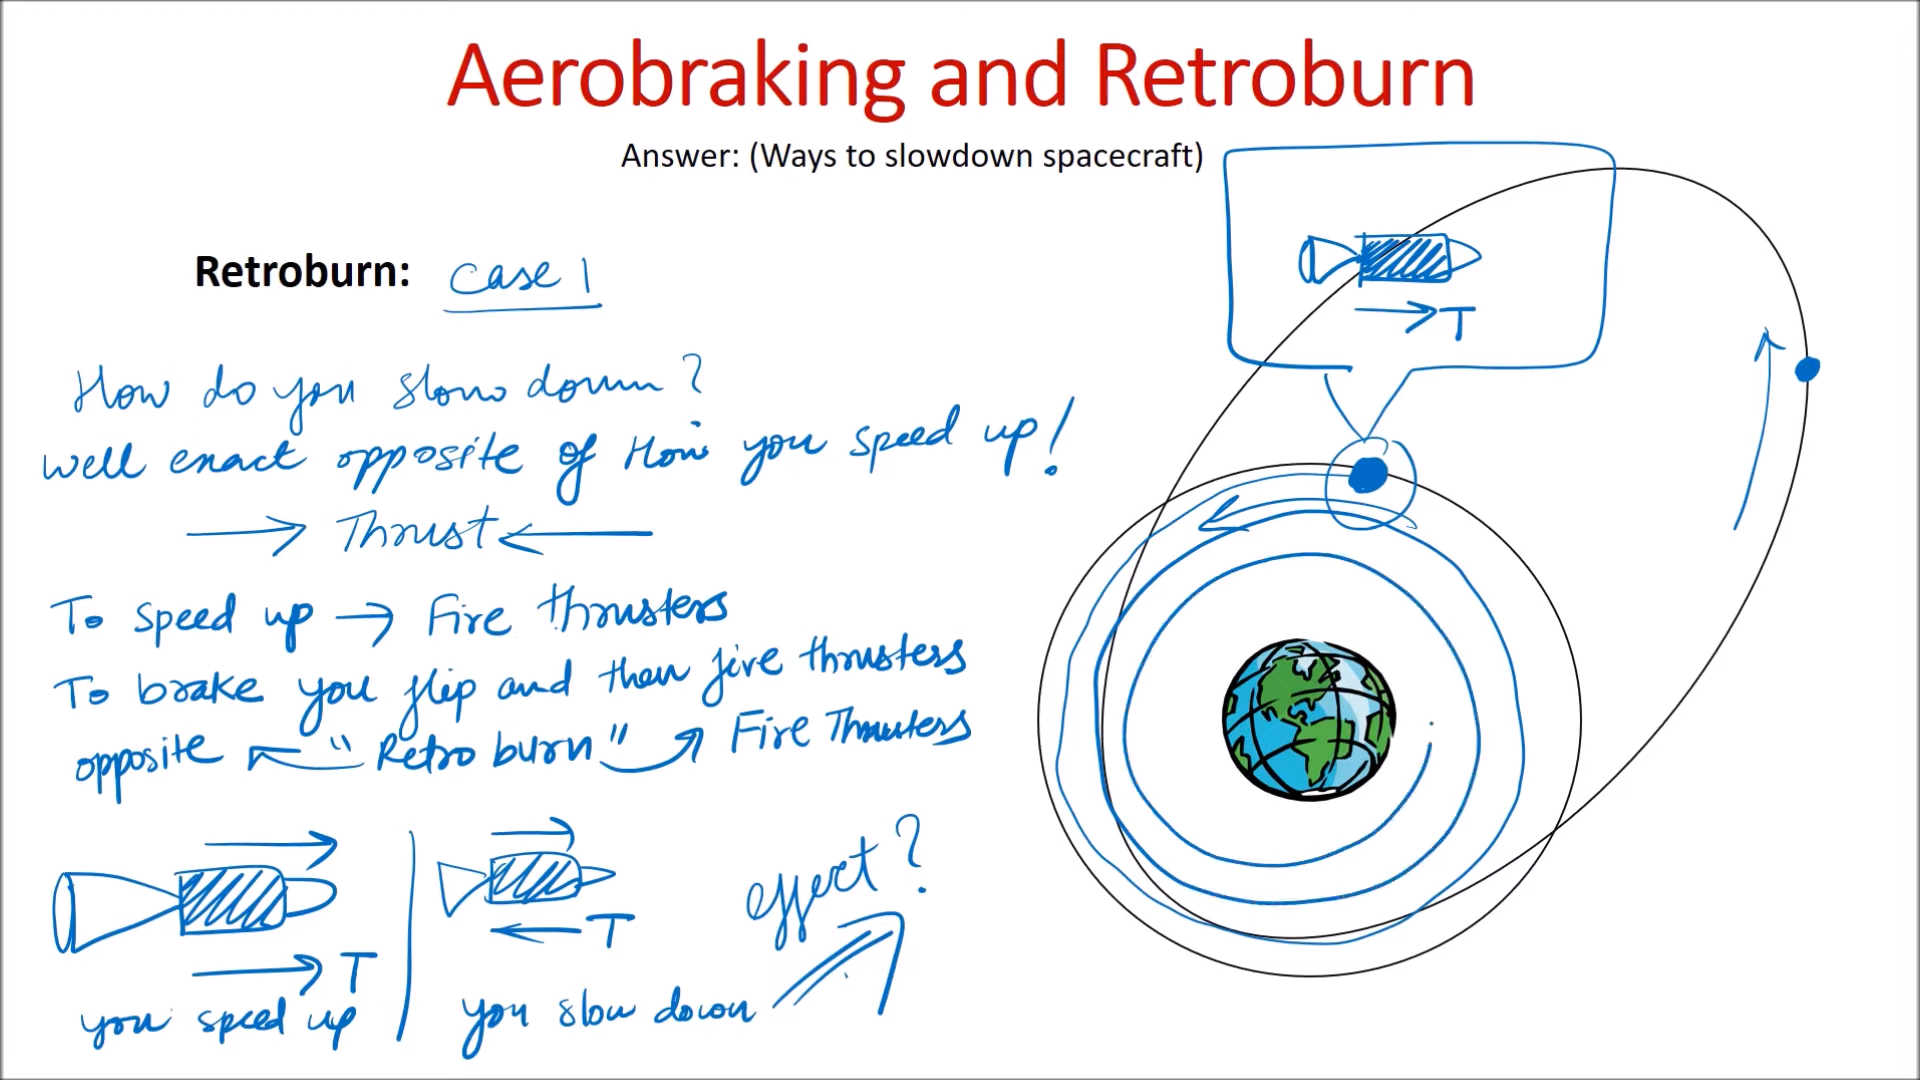 Aerobraking and Retroburn
Answer: (Ways to slowdown spacecraft)
Retroburn: Case 1
T
How do you slow down?
well exact opposite of How you speed up!
→ Thrust ←
To speed up → Fire thrusters
To brake you flip and then fire thrusters
opposite ← "Retro burn" → Fire Thrusters
T
you speed up
T
you slow down
effect?